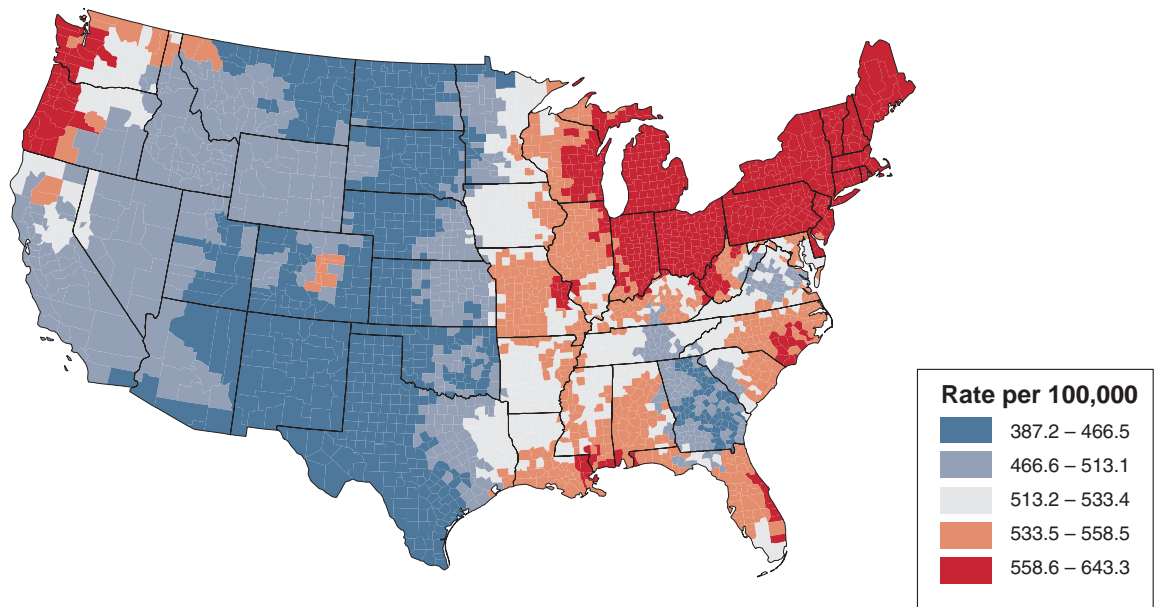 Rate per 100,000
387.2 – 466.5
466.6 – 513.1
513.2 – 533.4
533.5 – 558.5
558.6 – 643.3